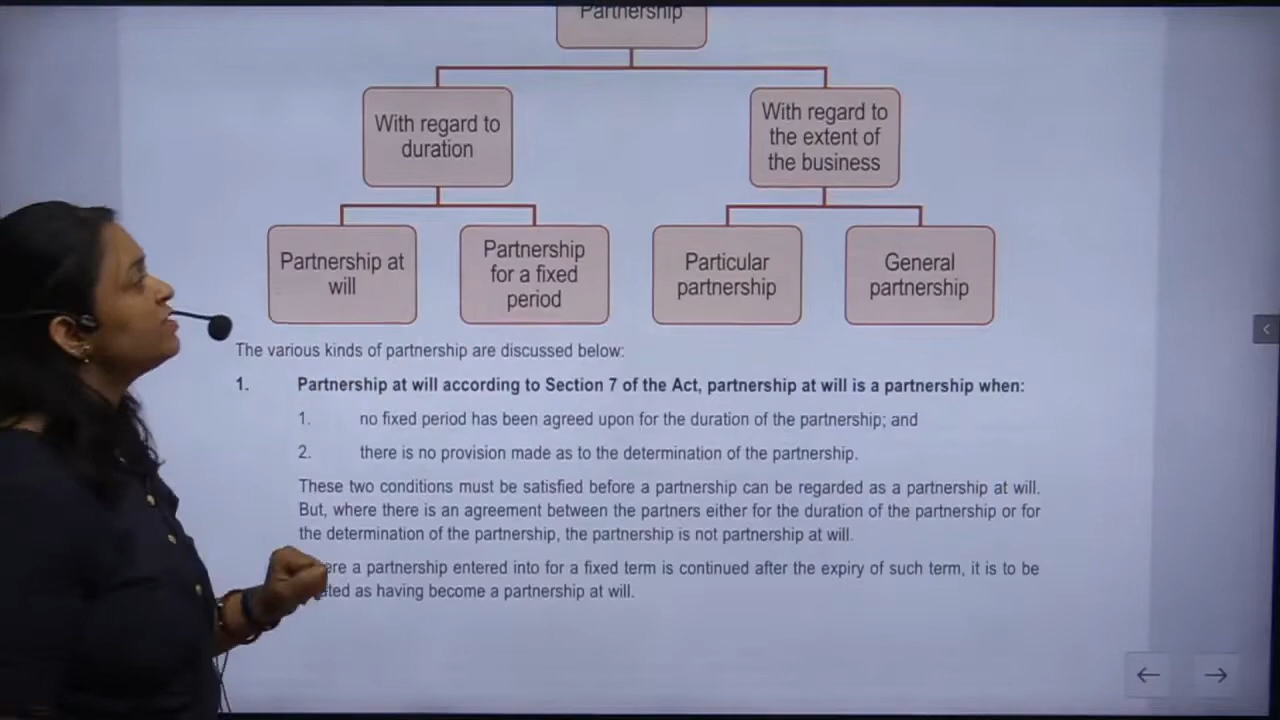 Partnership
With regard to
duration
With regard to
the extent of
the business
Partnership at
will
Partnership
for a fixed
period
Particular
partnership
General
partnership
The various kinds of partnership are discussed below:
1. Partnership at will according to Section 7 of the Act, partnership at will is a partnership when:
1. no fixed period has been agreed upon for the duration of the partnership; and
2. there is no provision made as to the determination of the partnership.
These two conditions must be satisfied before a partnership can be regarded as a partnership at will.
But, where there is an agreement between the partners either for the duration of the partnership or for
the determination of the partnership, the partnership is not partnership at will.
a partnership entered into for a fixed term is continued after the expiry of such term, it is to be
as having become a partnership at will.